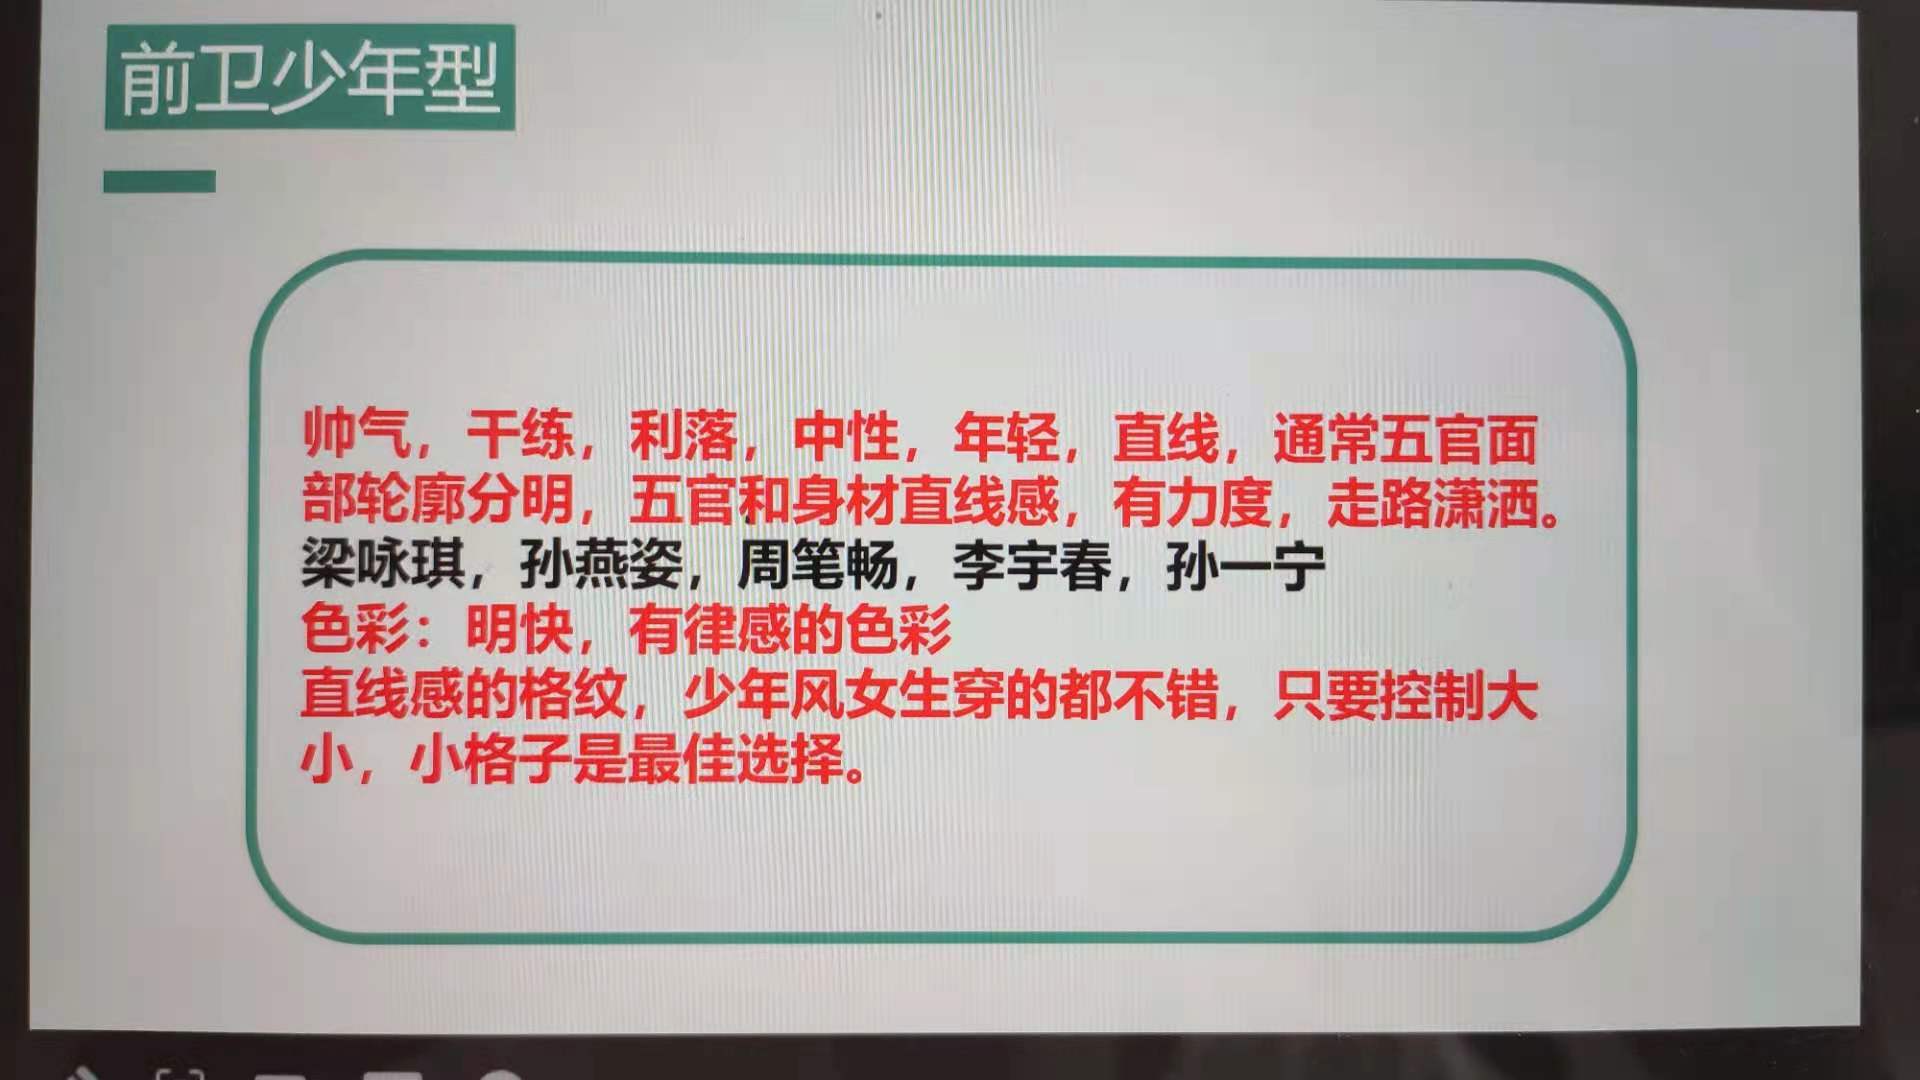 前卫少年型
帅气，干练，利落，中性，年轻，直线，通常五官面
部轮廓分明，五官和身材直线感，有力度，走路潇洒。
梁咏琪，孙燕姿，周笔畅，李宇春，孙一宁
色彩：明快，有律感的色彩
直线感的格纹，少年风女生穿的都不错，只要控制大
小，小格子是最佳选择。